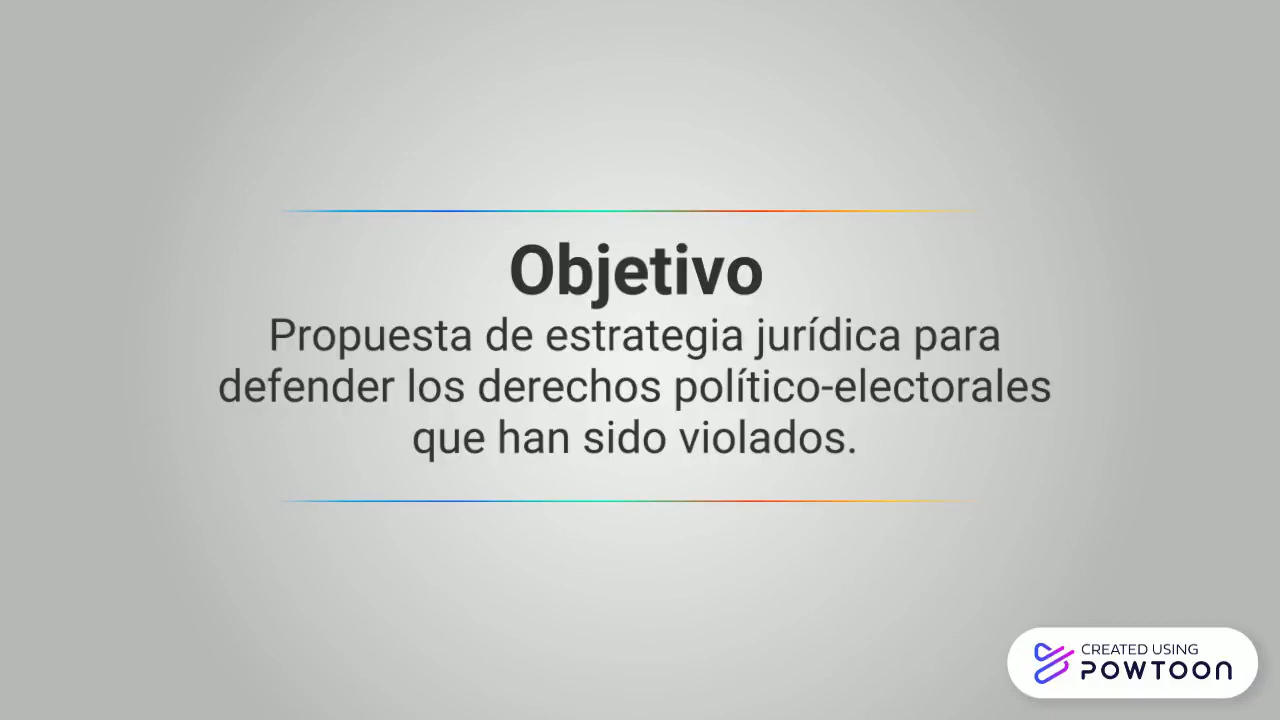 Objetivo
Propuesta de estrategia jurídica para
defender los derechos político-electorales
que han sido violados.
CREATED USING
POWTOON